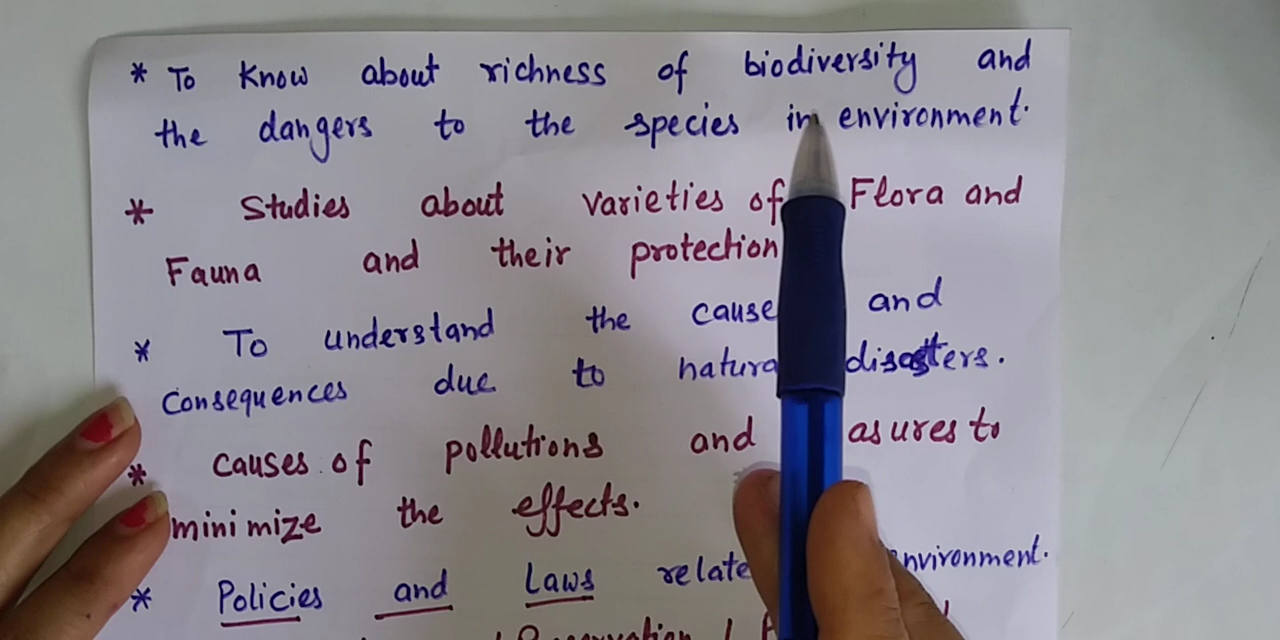 * To know about richness of biodiversity and
the dangers to the species in environment.
* Studies about varieties of Flora and
Fauna and their protection
* To understand the cause and
consequences due to natura disasters.
* causes of pollutions and asures to
minimize the effects.
* Policies and Laws relate nvironment.